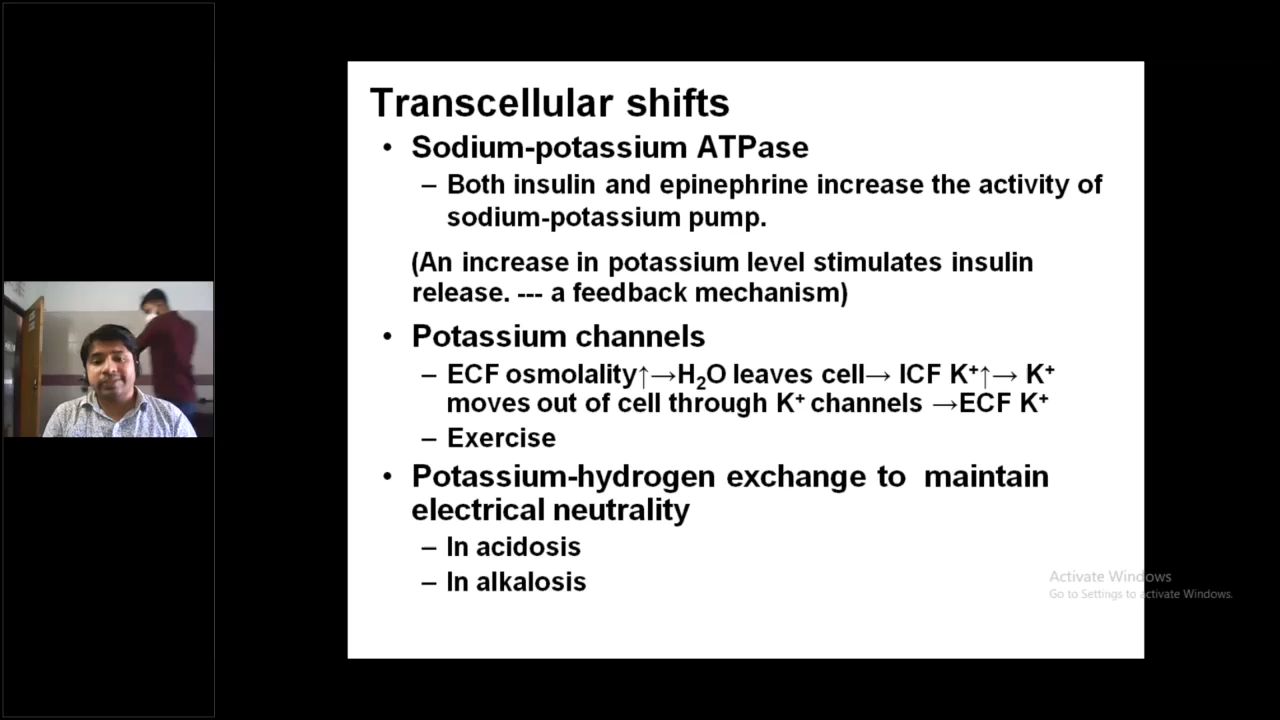 Transcellular shifts
• Sodium-potassium ATPase
– Both insulin and epinephrine increase the activity of
sodium-potassium pump.
(An increase in potassium level stimulates insulin
release. --- a feedback mechanism)
• Potassium channels
– ECF osmolality↑→H₂O leaves cell→ ICF K⁺↑→ K⁺
moves out of cell through K⁺ channels →ECF K⁺
– Exercise
• Potassium-hydrogen exchange to  maintain
electrical neutrality
– In acidosis
– In alkalosis
Activate Windows
Go to Settings to activate Windows.